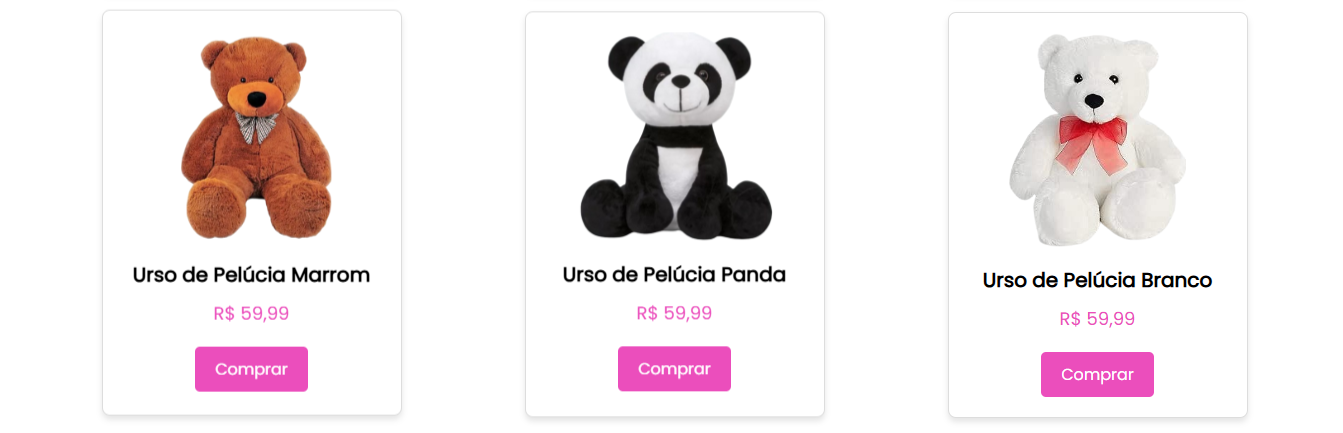 Urso de Pelúcia Marrom
R$ 59,99
Comprar
Urso de Pelúcia Panda
R$ 59,99
Comprar
Urso de Pelúcia Branco
R$ 59,99
Comprar